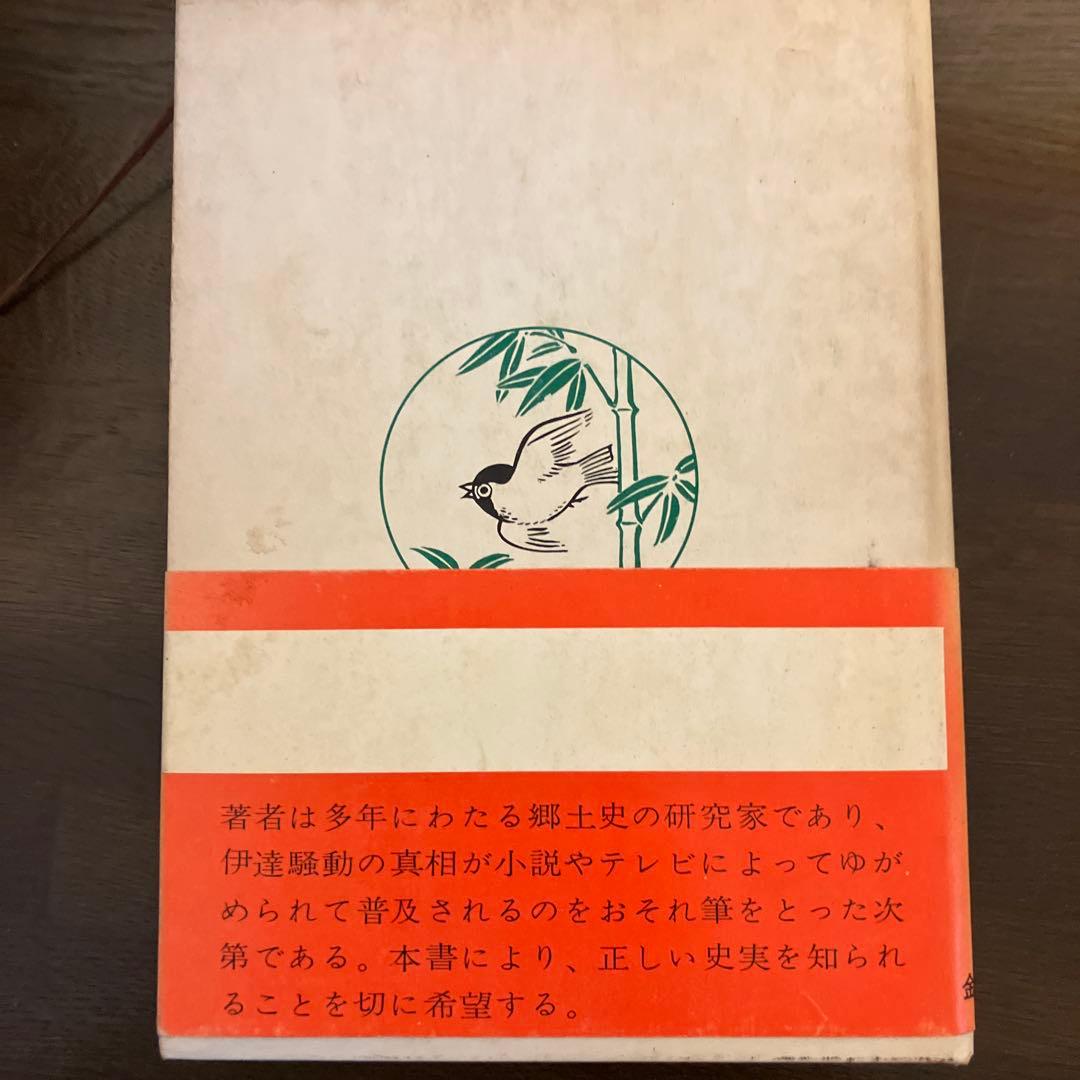 著者は多年にわたる郷土史の研究家であり、
伊達騒動の真相が小説やテレビによってゆが
められて普及されるのをおそれ筆をとった次
第である。本書により、正しい史実を知られ
ることを切に希望する。